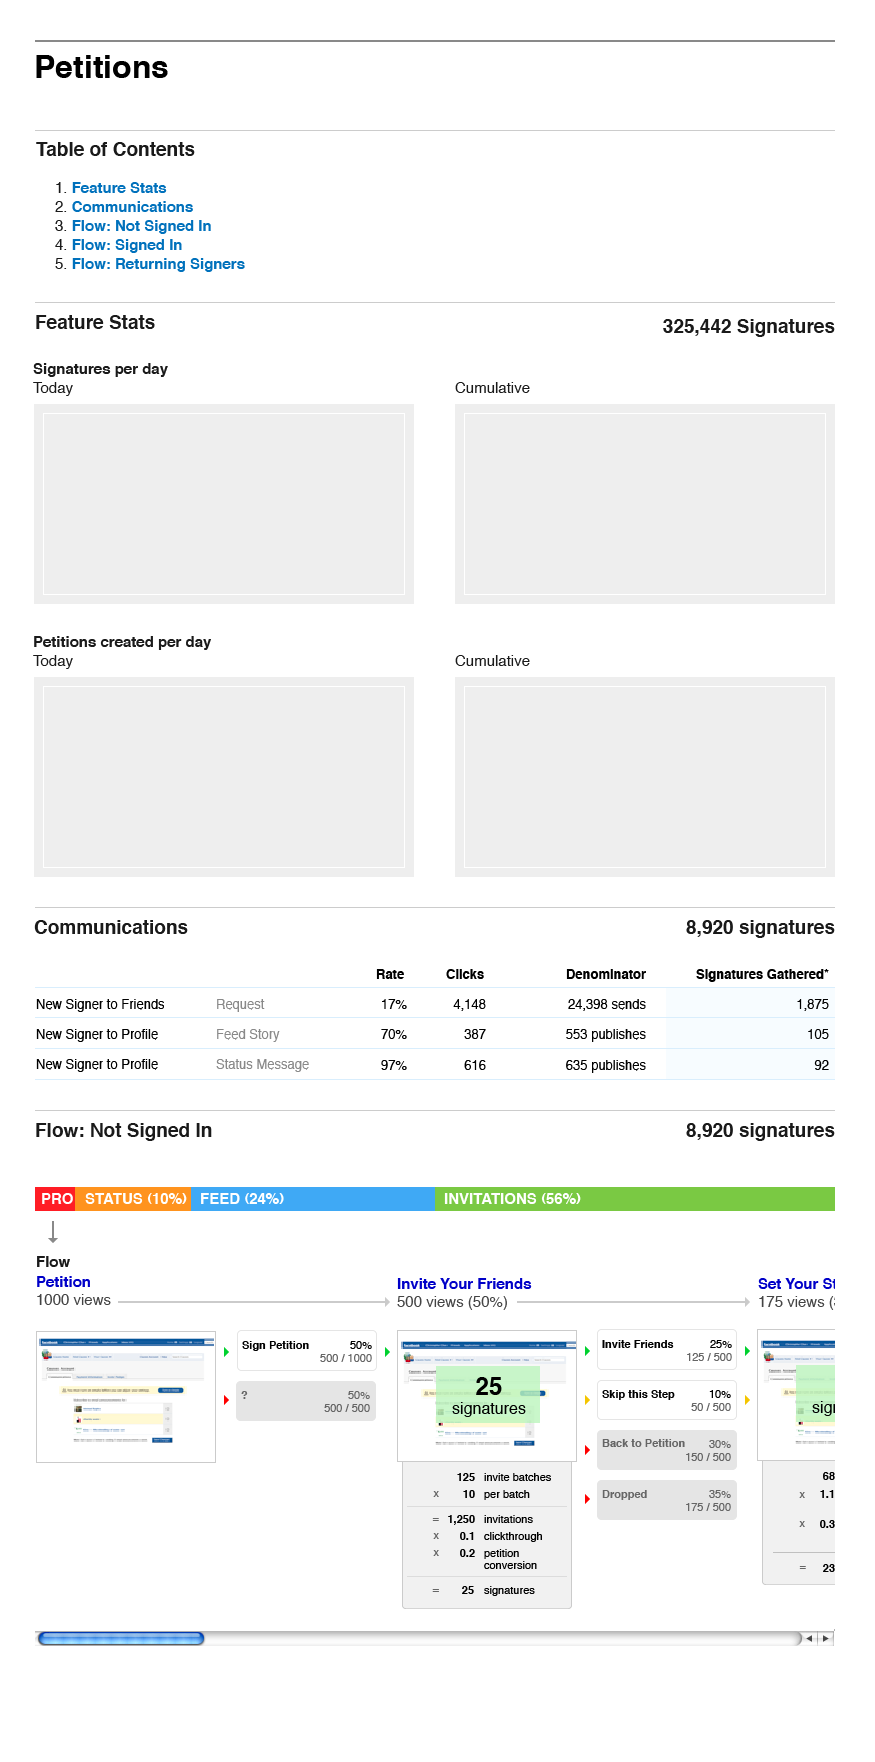 Petitions
Table of Contents
1. Feature Stats
2. Communications
3. Flow: Not Signed In
4. Flow: Signed In
5. Flow: Returning Signers
Feature Stats 325,442 Signatures
Signatures per day
Today Cumulative
Petitions created per day
Today Cumulative
Communications 8,920 signatures
Rate Clicks Denominator Signatures Gathered*
New Signer to Friends Request 17% 4,148 24,398 sends 1,875
New Signer to Profile Feed Story 70% 387 553 publishes 105
New Signer to Profile Status Message 97% 616 635 publishes 92
Flow: Not Signed In 8,920 signatures
PRO STATUS (10%) FEED (24%) INVITATIONS (56%)
Flow
Petition Invite Your Friends Set Your St
1000 views 500 views (50%) 175 views (
Sign Petition 50%
500 / 1000
? 50%
500 / 500
25
signatures
125 invite batches
x 10 per batch
= 1,250 invitations
x 0.1 clickthrough
x 0.2 petition
conversion
= 25 signatures
Invite Friends 25%
125 / 500
Skip this Step 10%
50 / 500
Back to Petition 30%
150 / 500
Dropped 35%
175 / 500
sigr
68
x 1.1
x 0.3
= 23